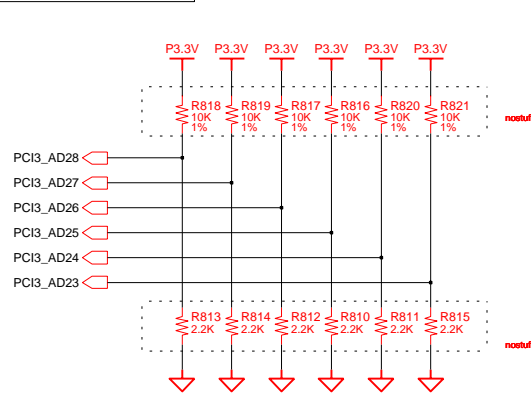 P3.3V P3.3V P3.3V P3.3V P3.3V P3.3V
R818 R819 R817 R816 R820 R821
10K 10K 10K 10K 10K 10K
1% 1% 1% 1% 1% 1%
nostuf
PCI3_AD28
PCI3_AD27
PCI3_AD26
PCI3_AD25
PCI3_AD24
PCI3_AD23
R813 R814 R812 R810 R811 R815
2.2K 2.2K 2.2K 2.2K 2.2K 2.2K
nostuf